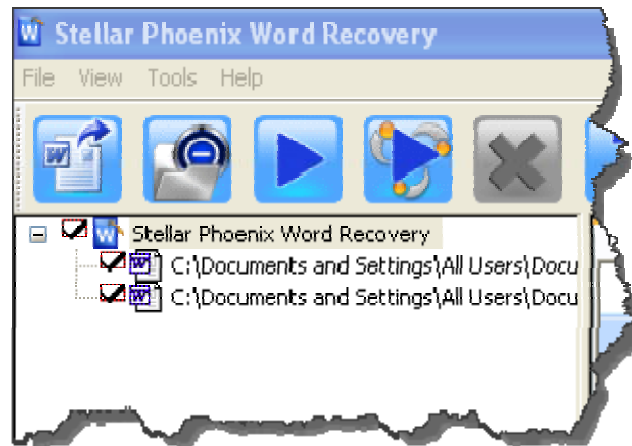 Stellar Phoenix Word Recovery
File View Tools Help
Stellar Phoenix Word Recovery
C:\Documents and Settings\All Users\Docu
C:\Documents and Settings\All Users\Docu